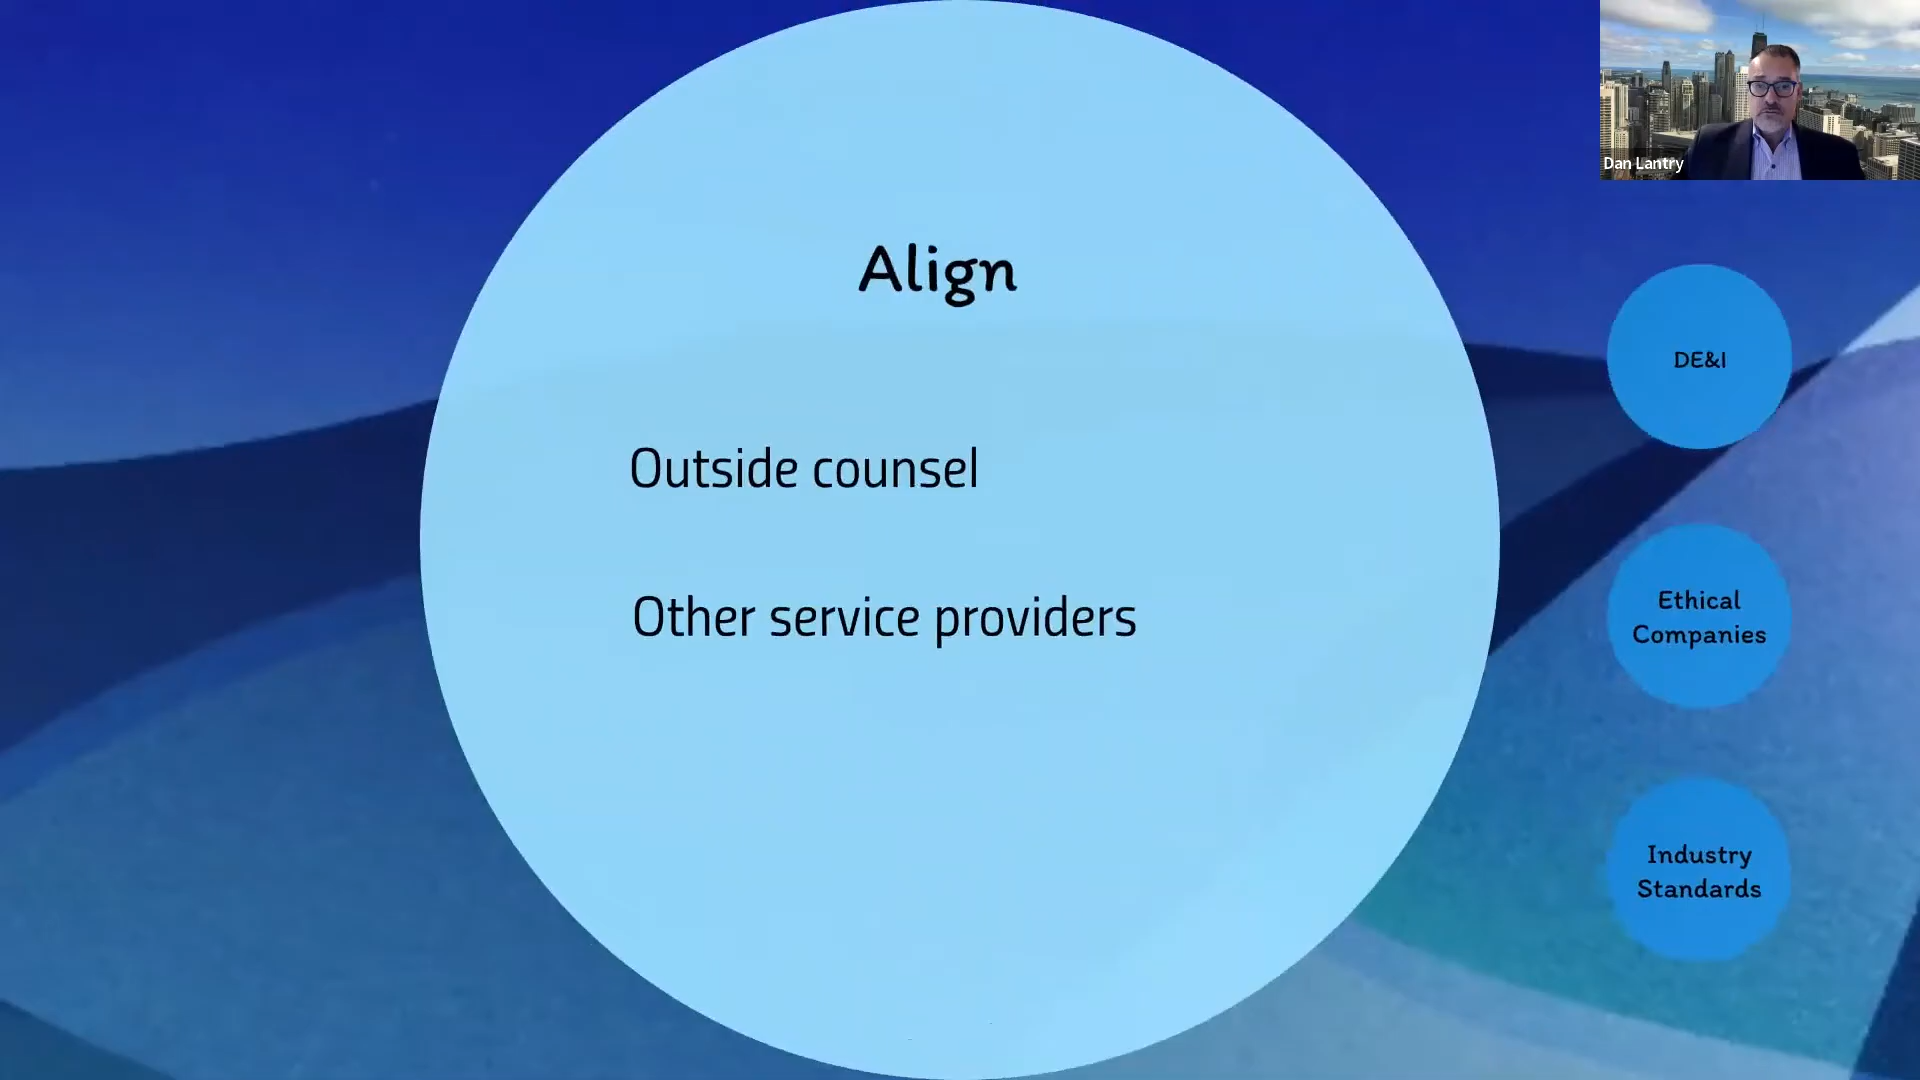 Dan Lantry
Align
Outside counsel
Other service providers
DE&I
Ethical
Companies
Industry
Standards